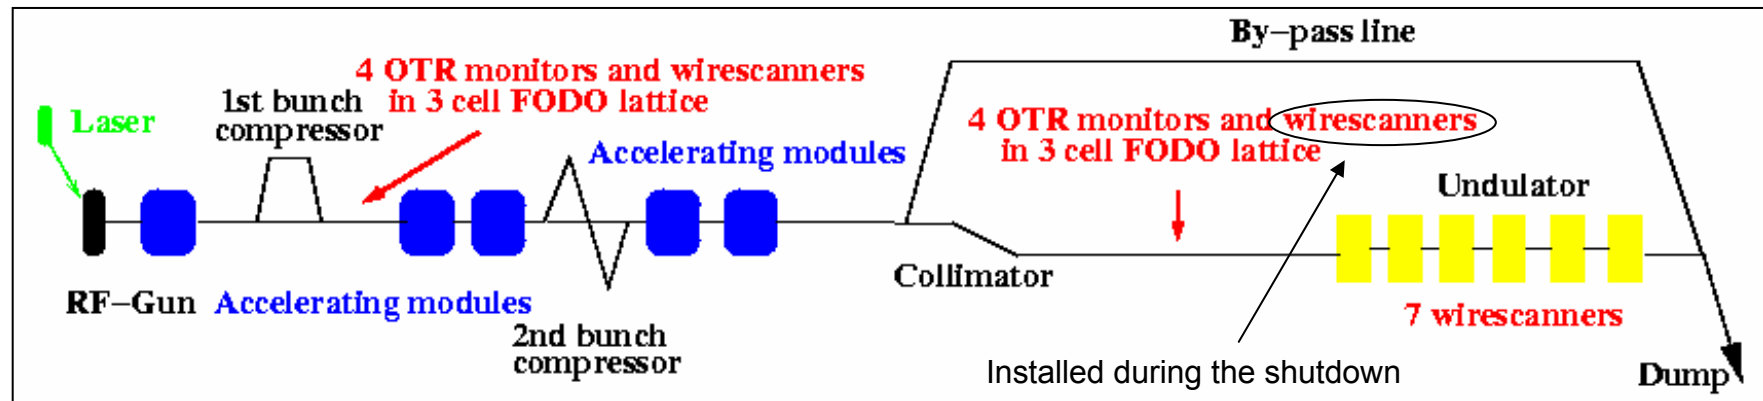 By-pass line
4 OTR monitors and wirescanners
in 3 cell FODO lattice
1st bunch
compressor
Laser
4 OTR monitors and wirescanners
in 3 cell FODO lattice
Accelerating modules
Undulator
Collimator
RF-Gun
Accelerating modules
7 wirescanners
2nd bunch
compressor
Installed during the shutdown
Dump